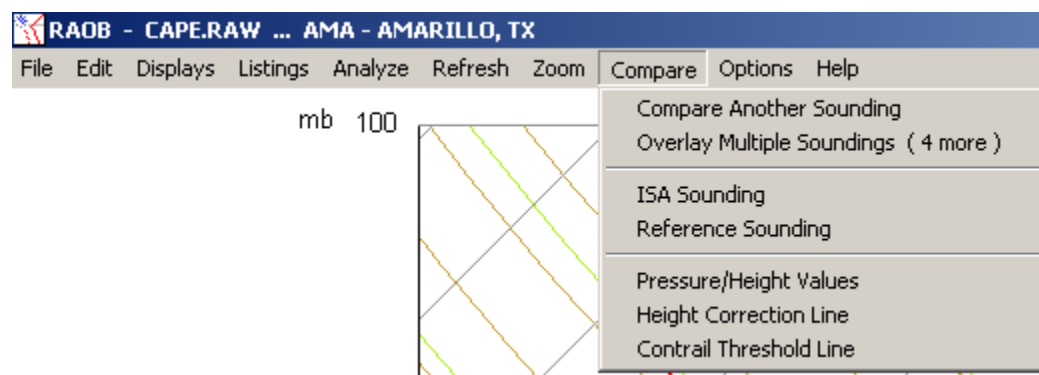 RAOB - CAPE.RAW ... AMA - AMARILLO, TX
File Edit Displays Listings Analyze Refresh Zoom Compare Options Help
mb 100
Compare Another Sounding
Overlay Multiple Soundings ( 4 more )
ISA Sounding
Reference Sounding
Pressure/Height Values
Height Correction Line
Contrail Threshold Line